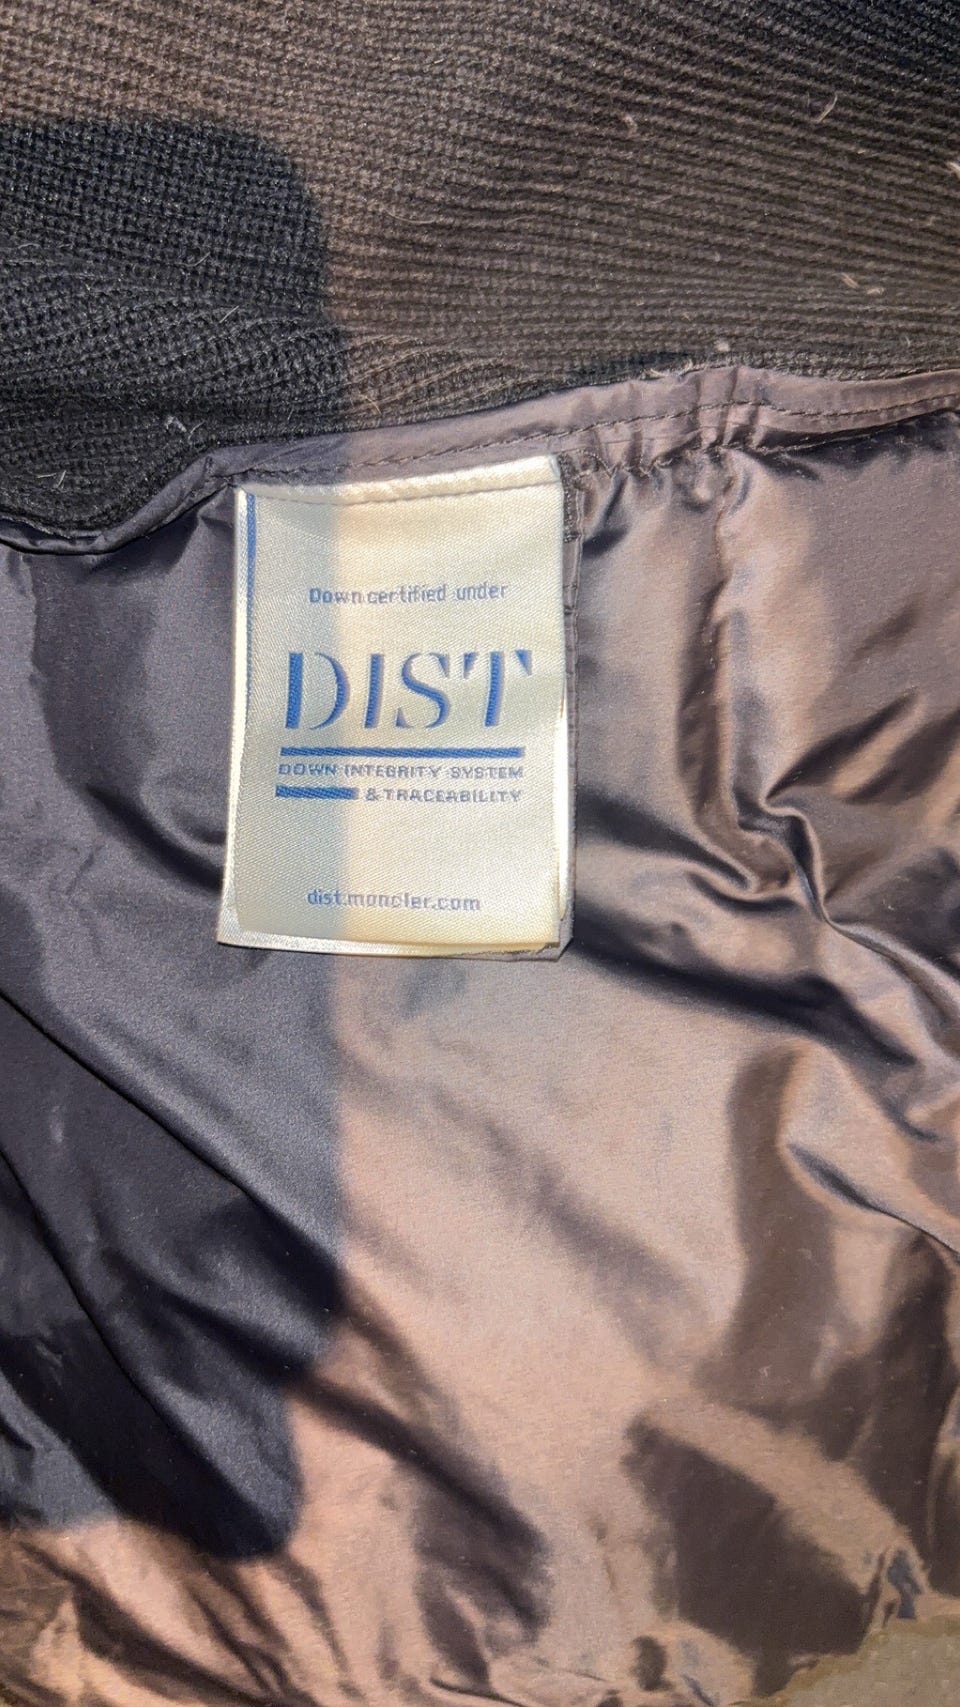 Down certified under
DIST
DOWN INTEGRITY SYSTEM
& TRACEABILITY
dist.moncler.com